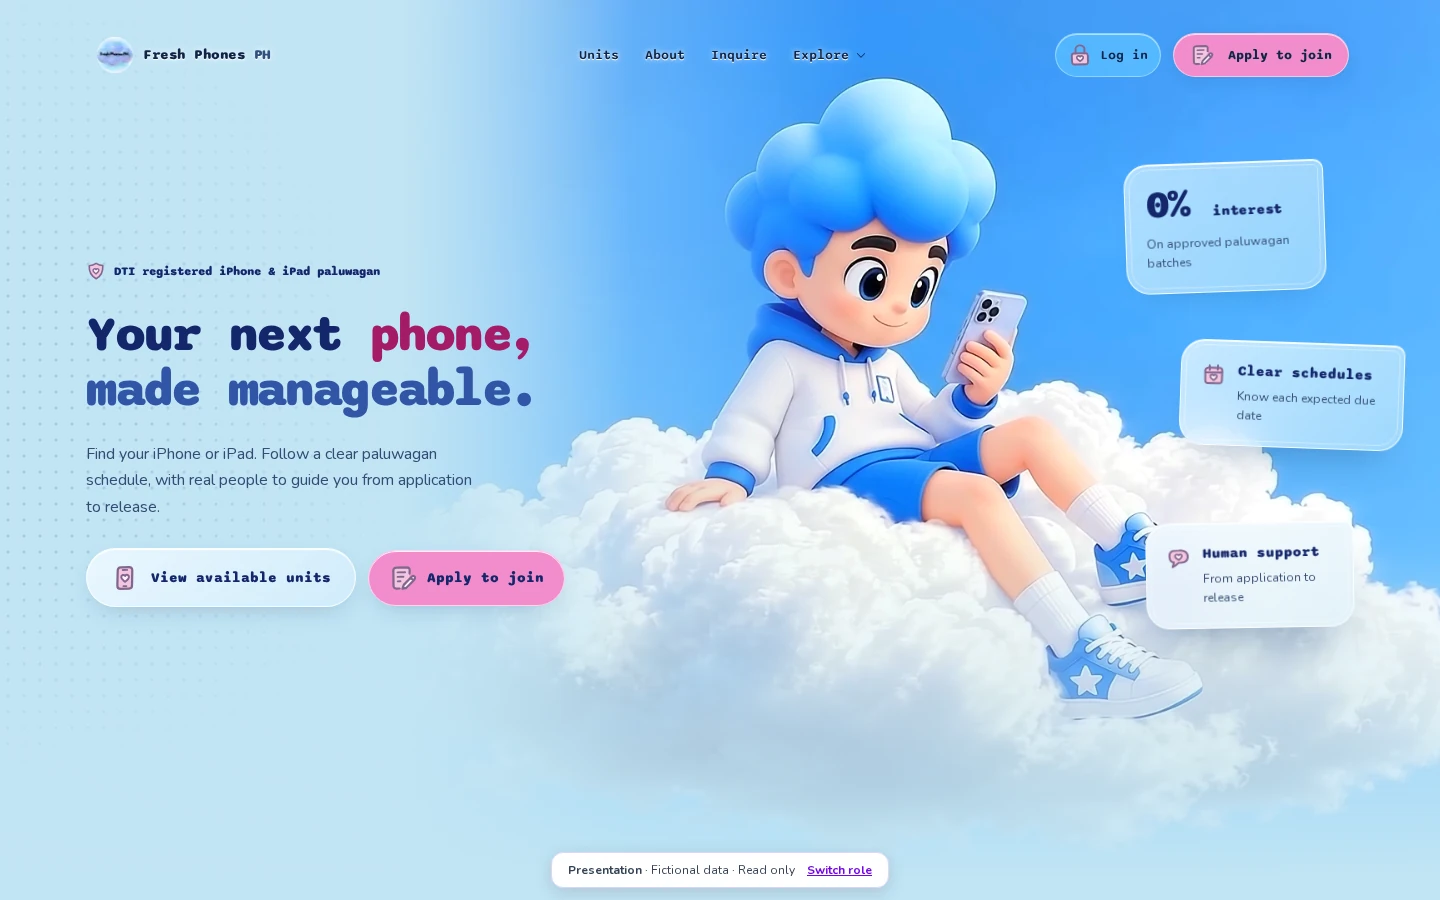 Fresh Phones PH
Units
About
Inquire
Explore
Log in
Apply to join
DTI registered iPhone & iPad paluwagan
Your next phone,
made manageable.
Find your iPhone or iPad. Follow a clear paluwagan
schedule, with real people to guide you from application
to release.
View available units
Apply to join
0% interest
On approved paluwagan
batches
Clear schedules
Know each expected due
date
Human support
From application to
release
Presentation · Fictional data · Read only Switch role